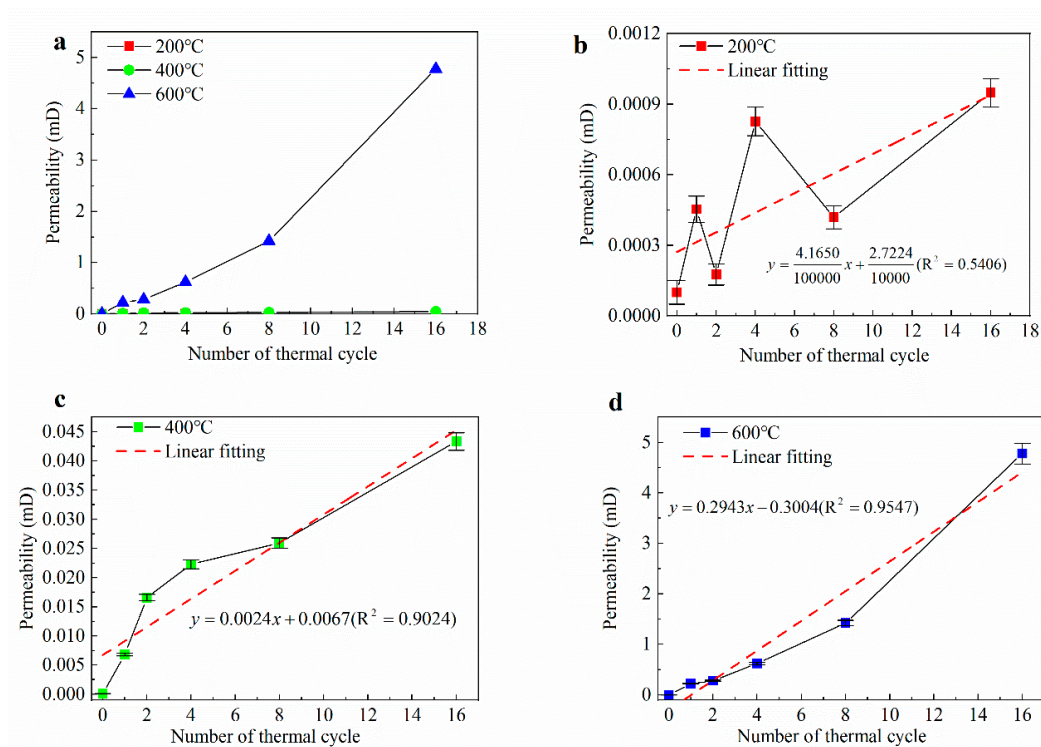 a
200℃
400℃
600℃
5
4
3
2
1
0
Permeability (mD)
0 2 4 6 8 10 12 14 16 18
Number of thermal cycle
b
200℃
Linear fitting
0.0012
0.0009
0.0006
0.0003
0.0000
Permeability (mD)
y = 4.1650/100000 x + 2.7224/10000 (R² = 0.5406)
0 2 4 6 8 10 12 14 16 18
Number of thermal cycle
c
400℃
Linear fitting
0.045
0.040
0.035
0.030
0.025
0.020
0.015
0.010
0.005
0.000
Permeability (mD)
y = 0.0024x + 0.0067(R² = 0.9024)
0 2 4 6 8 10 12 14 16
Number of thermal cycle
d
600℃
Linear fitting
5
4
3
2
1
0
Permeability (mD)
y = 0.2943x − 0.3004(R² = 0.9547)
0 2 4 6 8 10 12 14 16
Number of thermal cycle